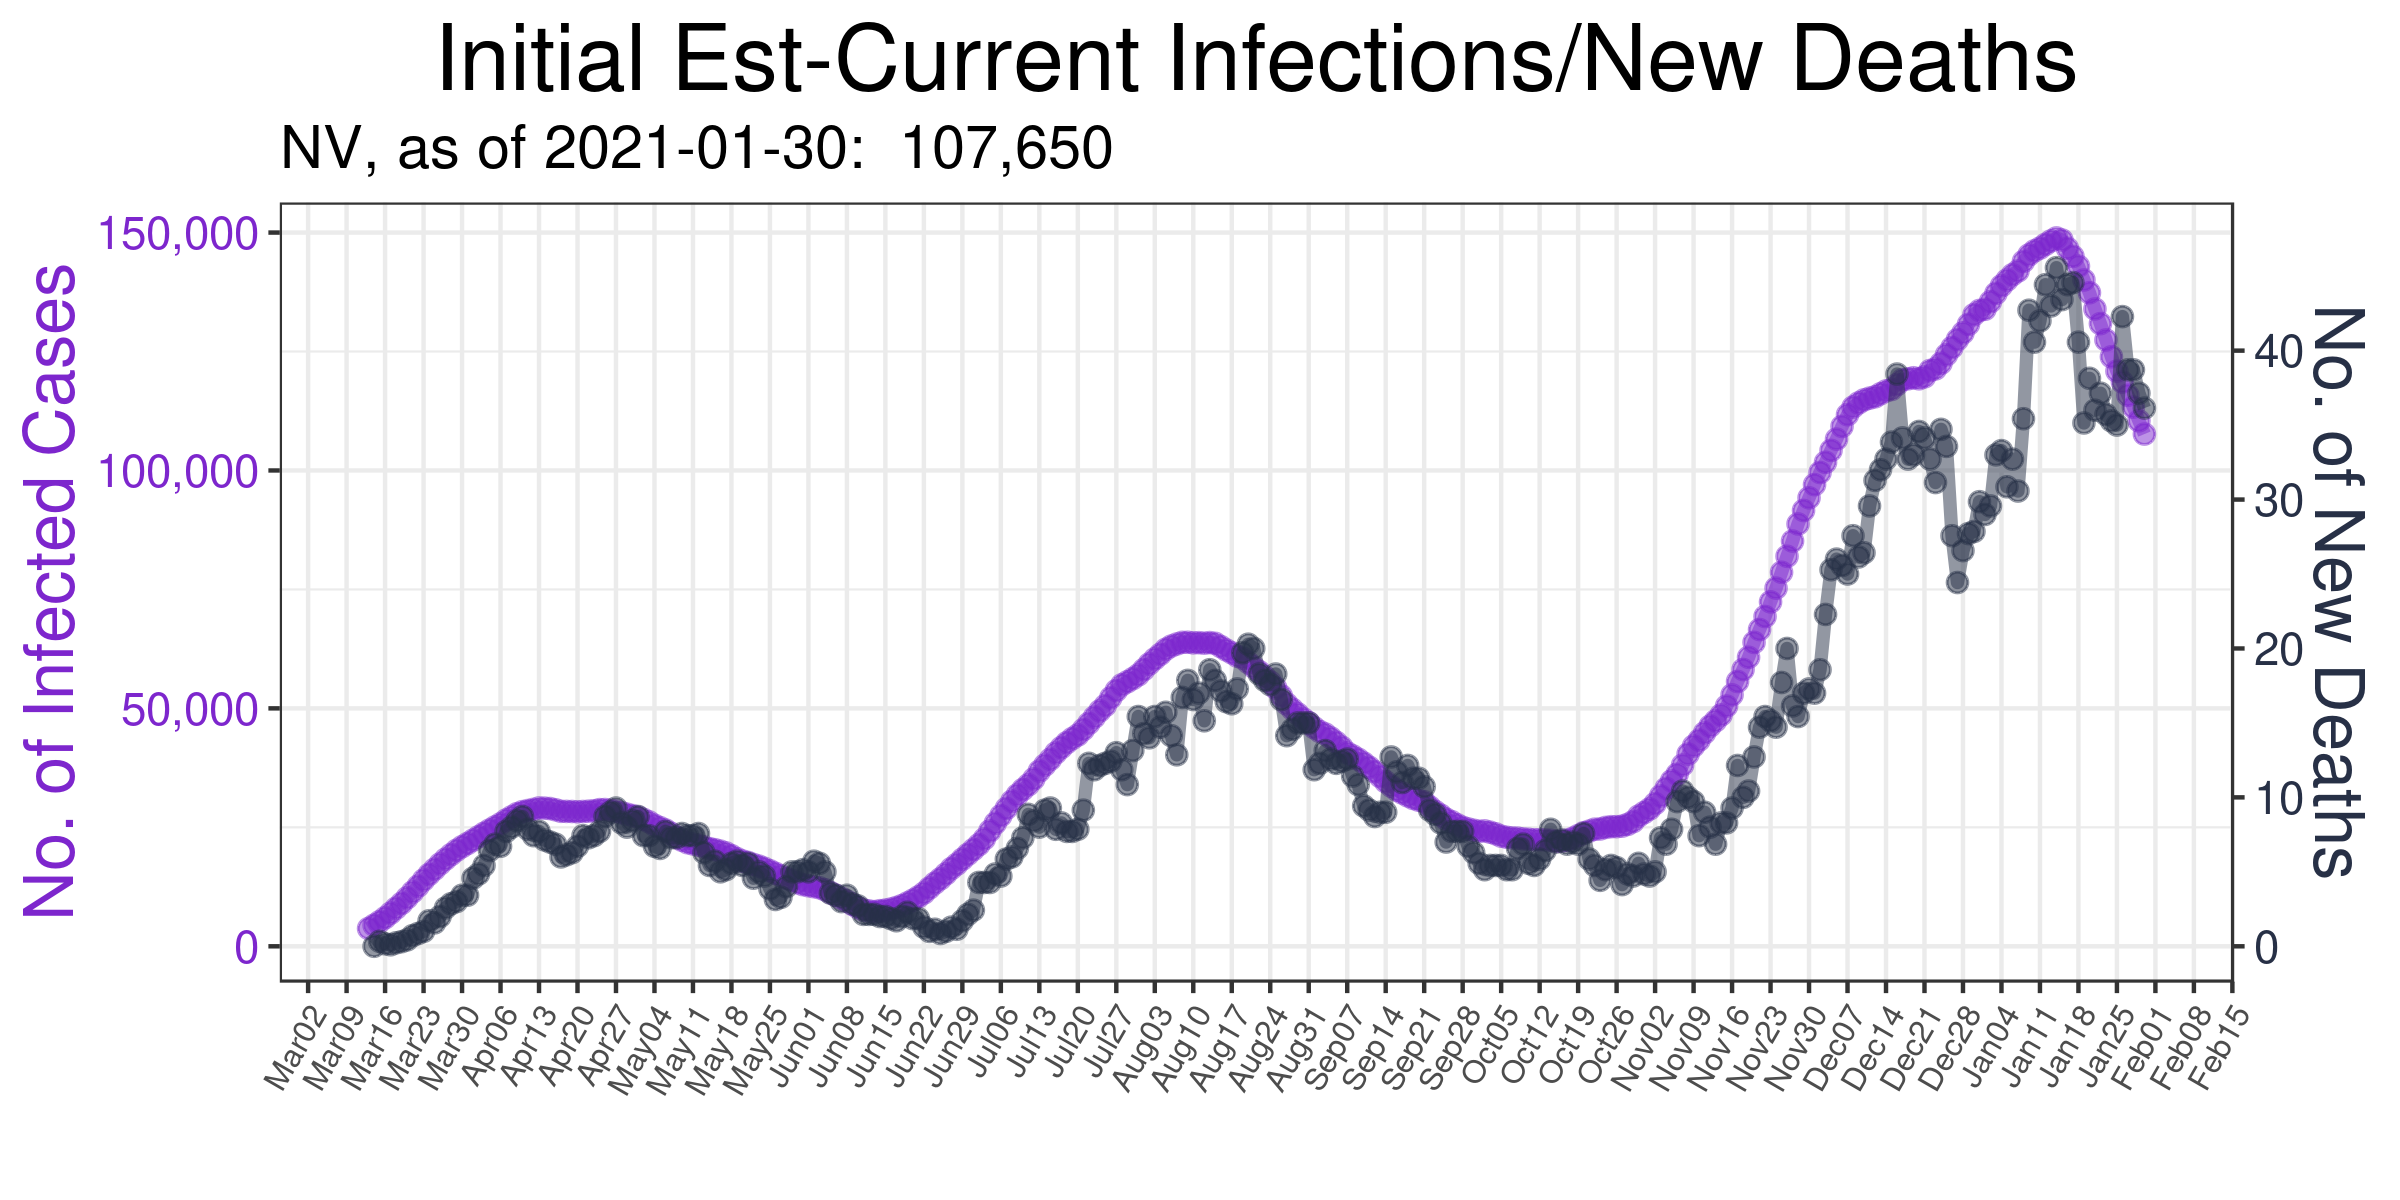 Initial Est-Current Infections/New Deaths
NV, as of 2021-01-30: 107,650
No. of Infected Cases
150,000
100,000
50,000
0
No. of New Deaths
40
30
20
10
0
Mar02
Mar09
Mar16
Mar23
Mar30
Apr06
Apr13
Apr20
Apr27
May04
May11
May18
May25
Jun01
Jun08
Jun15
Jun22
Jun29
Jul06
Jul13
Jul20
Jul27
Aug03
Aug10
Aug17
Aug24
Aug31
Sep07
Sep14
Sep21
Sep28
Oct05
Oct12
Oct19
Oct26
Nov02
Nov09
Nov16
Nov23
Nov30
Dec07
Dec14
Dec21
Dec28
Jan04
Jan11
Jan18
Jan25
Feb01
Feb08
Feb15